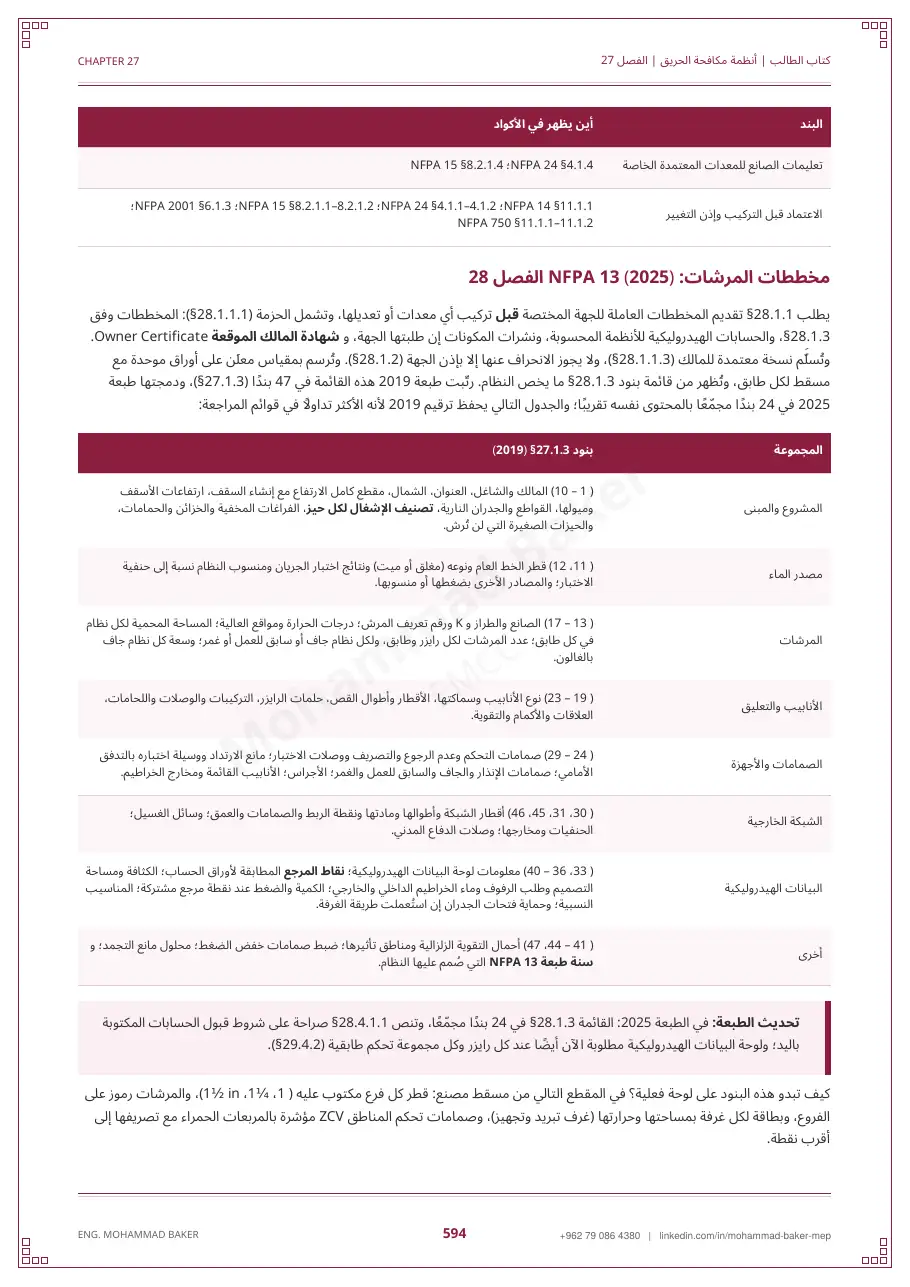 كتاب الطالب | أنظمة مكافحة الحريق | الفصل 27
CHAPTER 27
البند
أين يظهر في الأكواد
تعليمات الصانع للمعدات المعتمدة الخاصة
NFPA 24 §4.1.4؛ NFPA 15 §8.2.1.4
الاعتماد قبل التركيب وإذن التغيير
NFPA 14 §11.1.1؛ NFPA 24 §4.1.1–4.1.2؛ NFPA 15 §8.2.1.1–8.2.1.2؛ NFPA 2001 §6.1.3؛
NFPA 750 §11.1.1–11.1.2
مخططات المرشات: NFPA 13 (2025) الفصل 28
يطلب §28.1.1 تقديم المخططات العاملة للجهة المختصة قبل تركيب أي معدات أو تعديلها، وتشمل الحزمة (§28.1.1.1): المخططات وفق
§28.1.3، والحسابات الهيدروليكية للأنظمة المحسوبة، ونشرات المكونات إن طلبتها الجهة، و شهادة المالك الموقعة Owner Certificate.
وتُسلَّم نسخة معتمدة للمالك (§28.1.1.3)، ولا يجوز الانحراف عنها إلا بإذن الجهة (§28.1.2). وتُرسم بمقياس معلَن على أوراق موحدة مع
مسقط لكل طابق، وتُظهر من قائمة بنود §28.1.3 ما يخص النظام. رتّبت طبعة 2019 هذه القائمة في 47 بندًا (§27.1.3)، ودمجتها طبعة
2025 في 24 بندًا مجمّعًا بالمحتوى نفسه تقريبًا؛ والجدول التالي يحفظ ترقيم 2019 لأنه الأكثر تداولًا في قوائم المراجعة:
المجموعة
بنود §27.1.3 (2019)
المشروع والمبنى
(1 – 10) المالك والشاغل، العنوان، الشمال، مقطع كامل الارتفاع مع إنشاء السقف، ارتفاعات الأسقف
وميولها، القواطع والجدران النارية، تصنيف الإشغال لكل حيز، الفراغات المخفية والخزائن والحمامات،
والحيزات الصغيرة التي لن تُرش.
مصدر الماء
(11، 12) قطر الخط العام ونوعه (مغلق أو ميت) ونتائج اختبار الجريان ومنسوب النظام نسبة إلى حنفية
الاختبار؛ والمصادر الأخرى بضغطها أو منسوبها.
المرشات
(13 – 17) الصانع والطراز و K ورقم تعريف المرش؛ درجات الحرارة ومواقع العالية؛ المساحة المحمية لكل نظام
في كل طابق؛ عدد المرشات لكل رايزر وطابق، ولكل نظام جاف أو سابق للعمل أو غمر؛ وسعة كل نظام جاف
بالغالون.
الأنابيب والتعليق
(19 – 23) نوع الأنابيب وسماكتها، الأقطار وأطوال القص، حلمات الرايزر، التركيبات والوصلات واللحامات،
العلاقات والأكمام والتقوية.
الصمامات والأجهزة
(24 – 29) صمامات التحكم وعدم الرجوع والتصريف ووصلات الاختبار؛ مانع الارتداد ووسيلة اختباره بالتدفق
الأمامي؛ صمامات الإنذار والجاف والسابق للعمل والغمر؛ الأجراس؛ الأنابيب القائمة ومخارج الخراطيم.
الشبكة الخارجية
(30، 31، 45، 46) أقطار الشبكة وأطوالها ومادتها ونقطة الربط والصمامات والعمق؛ وسائل الغسيل؛
الحنفيات ومخارجها؛ وصلات الدفاع المدني.
البيانات الهيدروليكية
(33، 36 – 40) معلومات لوحة البيانات الهيدروليكية؛ نقاط المرجع المطابقة لأوراق الحساب؛ الكثافة ومساحة
التصميم وطلب الرفوف وماء الخراطيم الداخلي والخارجي؛ الكمية والضغط عند نقطة مرجع مشتركة؛ المناسيب
النسبية؛ وحماية فتحات الجدران إن استُعملت طريقة الغرفة.
أخرى
(41 – 44، 47) أحمال التقوية الزلزالية ومناطق تأثيرها؛ ضبط صمامات خفض الضغط؛ محلول مانع التجمد؛ و
سنة طبعة NFPA 13 التي صُمم عليها النظام.
تحديث الطبعة: في الطبعة 2025: القائمة §28.1.3 في 24 بندًا مجمّعًا، وتنص §28.4.1.1 صراحة على شروط قبول الحسابات المكتوبة
باليد؛ ولوحة البيانات الهيدروليكية مطلوبة الآن أيضًا عند كل رايزر وكل مجموعة تحكم طابقية (§29.4.2).
كيف تبدو هذه البنود على لوحة فعلية؟ في المقطع التالي من مسقط مصنع: قطر كل فرع مكتوب عليه (1، 1¼، 1½ in)، والمرشات رموز على
الفروع، وبطاقة لكل غرفة بمساحتها وحرارتها (غرف تبريد وتجهيز)، وصمامات تحكم المناطق ZCV مؤشرة بالمربعات الحمراء مع تصريفها إلى
أقرب نقطة.
ENG. MOHAMMAD BAKER
594
+962 79 086 4380 | linkedin.com/in/mohammad-baker-mep
Mohammad Baker